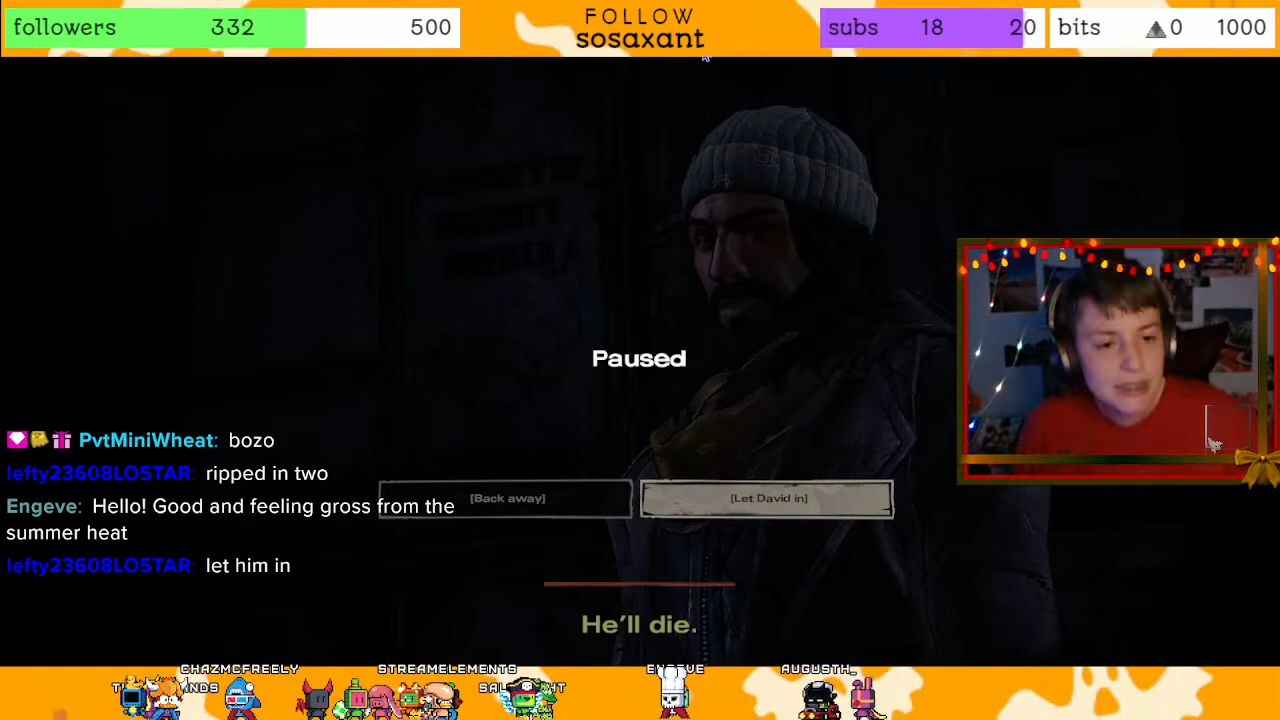 followers 332 500
FOLLOW
sosaxant
subs 18 20
bits 0 1000
Paused
PvtMiniWheat: bozo
lefty23608LO5TAR: ripped in two
Engeve: Hello! Good and feeling gross from the
summer heat
lefty23608LO5TAR: let him in
[Back away] [Let David in]
He'll die.
CHAZMCFREELY STREAMELEMENTS ENGEVE AUGUSTH_